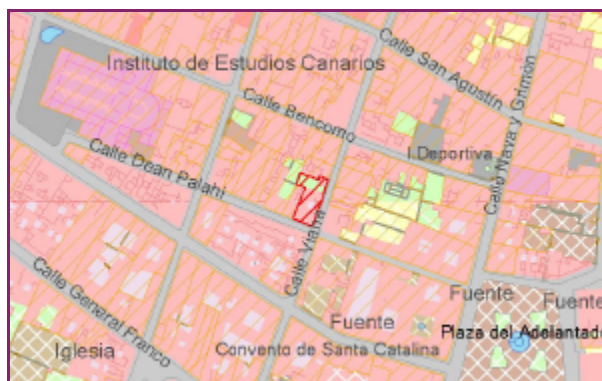 Instituto de Estudios Canarios
Calle San Agustín
Calle Nava y Grimón
Calle Bencomo
I.Deportiva
Calle Dean Palahi
Calle Viana
Calle General Franco
Fuente
Fuente
Fuente
Plaza del Adelantado
Iglesia
Convento de Santa Catalina